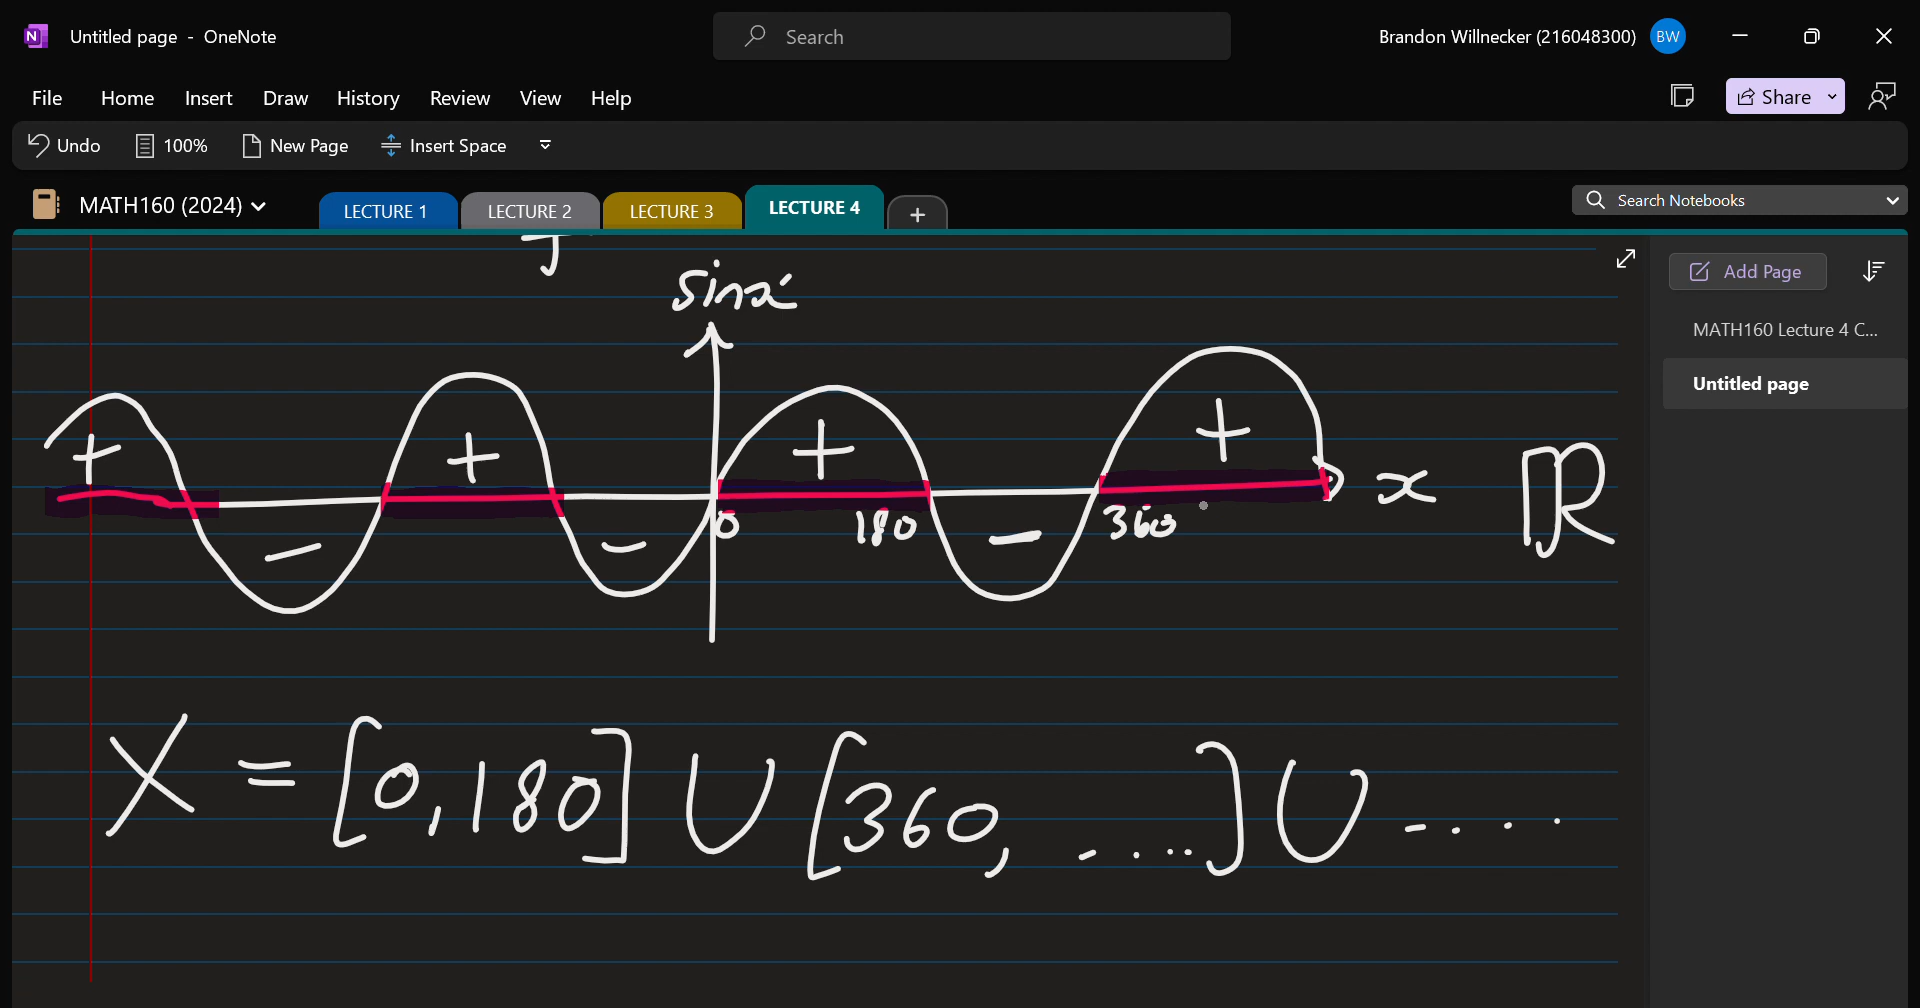 Untitled page - OneNote
Search
Brandon Willnecker (216048300) BW
File Home Insert Draw History Review View Help
Share
Undo 100% New Page Insert Space
MATH160 (2024) LECTURE 1 LECTURE 2 LECTURE 3 LECTURE 4 +
Search Notebooks
Add Page
MATH160 Lecture 4 C...
Untitled page
sinx
+ + + +
x ℝ
0 180 360
- - -
X = [0,180] ∪ [360, .....] ∪ .....